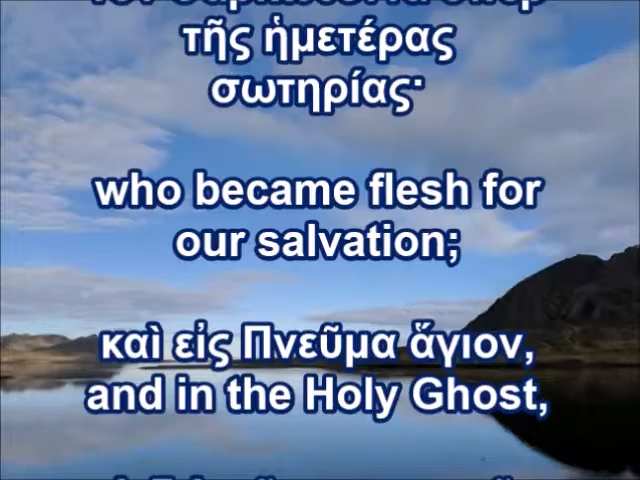 τῆς ἡμετέρας
σωτηρίας·
who became flesh for
our salvation;
καὶ εἰς Πνεῦμα ἅγιον,
and in the Holy Ghost,